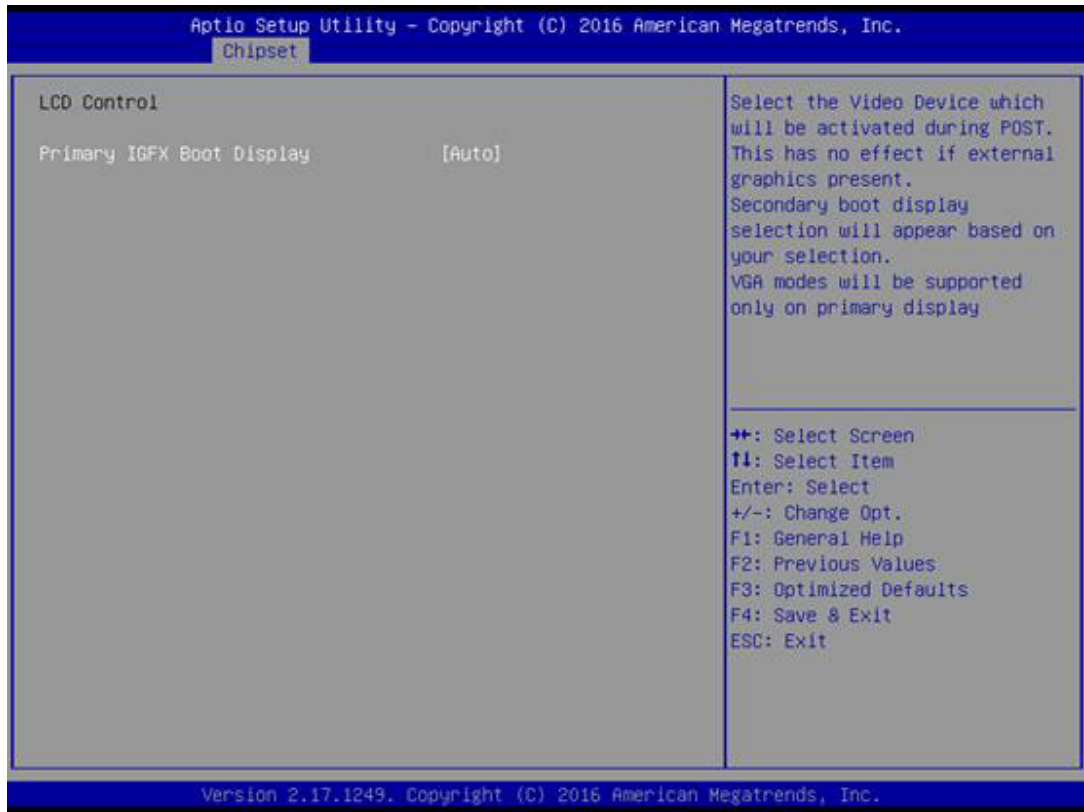 Aptio Setup Utility – Copyright (C) 2016 American Megatrends, Inc.
Chipset
LCD Control
Primary IGFX Boot Display [Auto]
Select the Video Device which
will be activated during POST.
This has no effect if external
graphics present.
Secondary boot display
selection will appear based on
your selection.
VGA modes will be supported
only on primary display
→←: Select Screen
↑↓: Select Item
Enter: Select
+/-: Change Opt.
F1: General Help
F2: Previous Values
F3: Optimized Defaults
F4: Save & Exit
ESC: Exit
Version 2.17.1249. Copyright (C) 2016 American Megatrends, Inc.